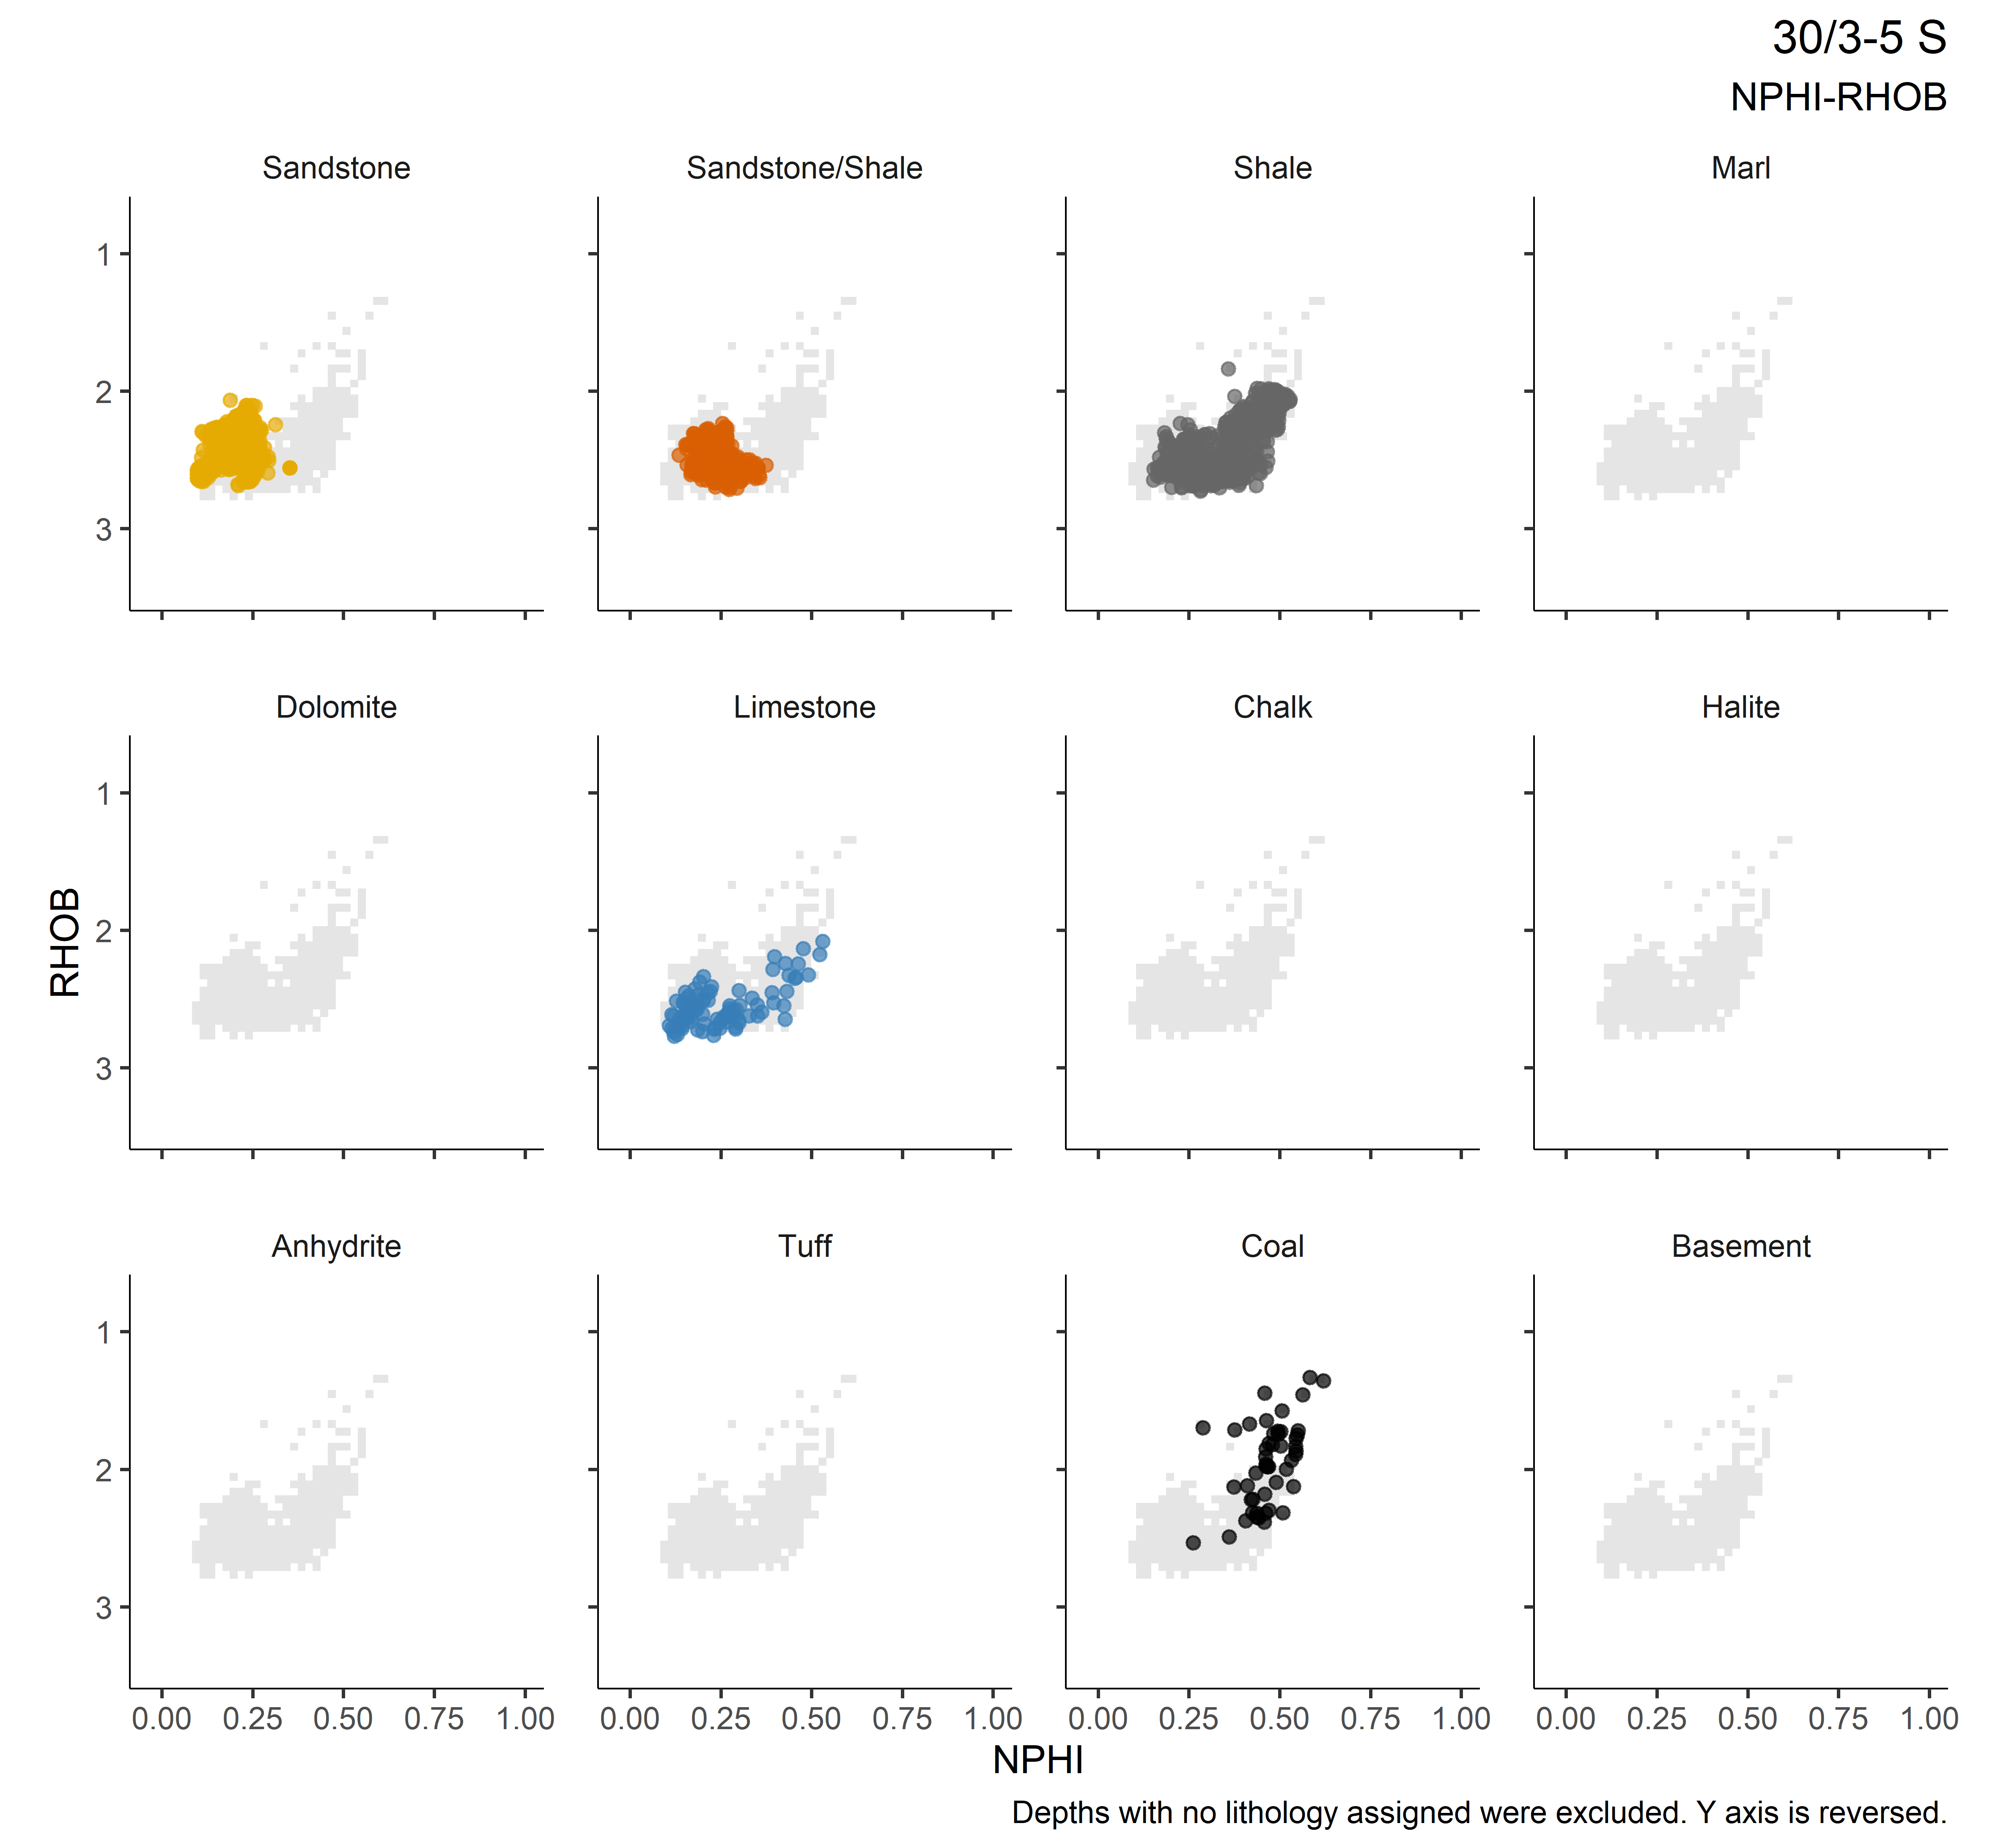 30/3-5 S
NPHI-RHOB
Sandstone
Sandstone/Shale
Shale
Marl
1
2
3
Dolomite
Limestone
Chalk
Halite
RHOB
1
2
3
Anhydrite
Tuff
Coal
Basement
1
2
3
0.00 0.25 0.50 0.75 1.00
0.00 0.25 0.50 0.75 1.00
0.00 0.25 0.50 0.75 1.00
0.00 0.25 0.50 0.75 1.00
NPHI
Depths with no lithology assigned were excluded. Y axis is reversed.